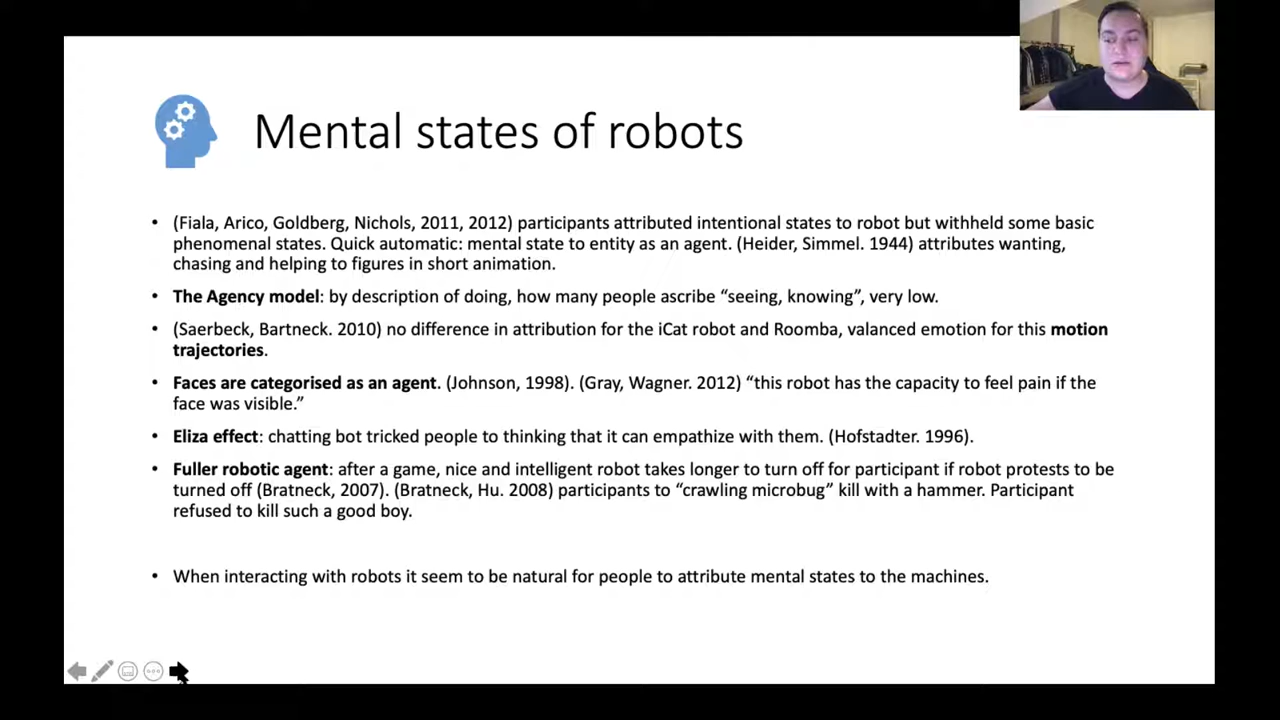 Mental states of robots
• (Fiala, Arico, Goldberg, Nichols, 2011, 2012) participants attributed intentional states to robot but withheld some basic
phenomenal states. Quick automatic: mental state to entity as an agent. (Heider, Simmel. 1944) attributes wanting,
chasing and helping to figures in short animation.
• The Agency model: by description of doing, how many people ascribe “seeing, knowing”, very low.
• (Saerbeck, Bartneck. 2010) no difference in attribution for the iCat robot and Roomba, valanced emotion for this motion
trajectories.
• Faces are categorised as an agent. (Johnson, 1998). (Gray, Wagner. 2012) “this robot has the capacity to feel pain if the
face was visible.”
• Eliza effect: chatting bot tricked people to thinking that it can empathize with them. (Hofstadter. 1996).
• Fuller robotic agent: after a game, nice and intelligent robot takes longer to turn off for participant if robot protests to be
turned off (Bratneck, 2007). (Bratneck, Hu. 2008) participants to “crawling microbug” kill with a hammer. Participant
refused to kill such a good boy.
• When interacting with robots it seem to be natural for people to attribute mental states to the machines.